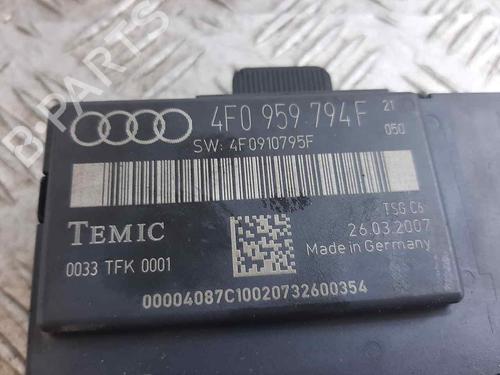 4F0 959 794 F 21
050
SW: 4F0910795F
TEMIC
TSG C6
26.03.2007
0033 TFK 0001
Made in Germany
00004087C10020732600354
B.PARTS